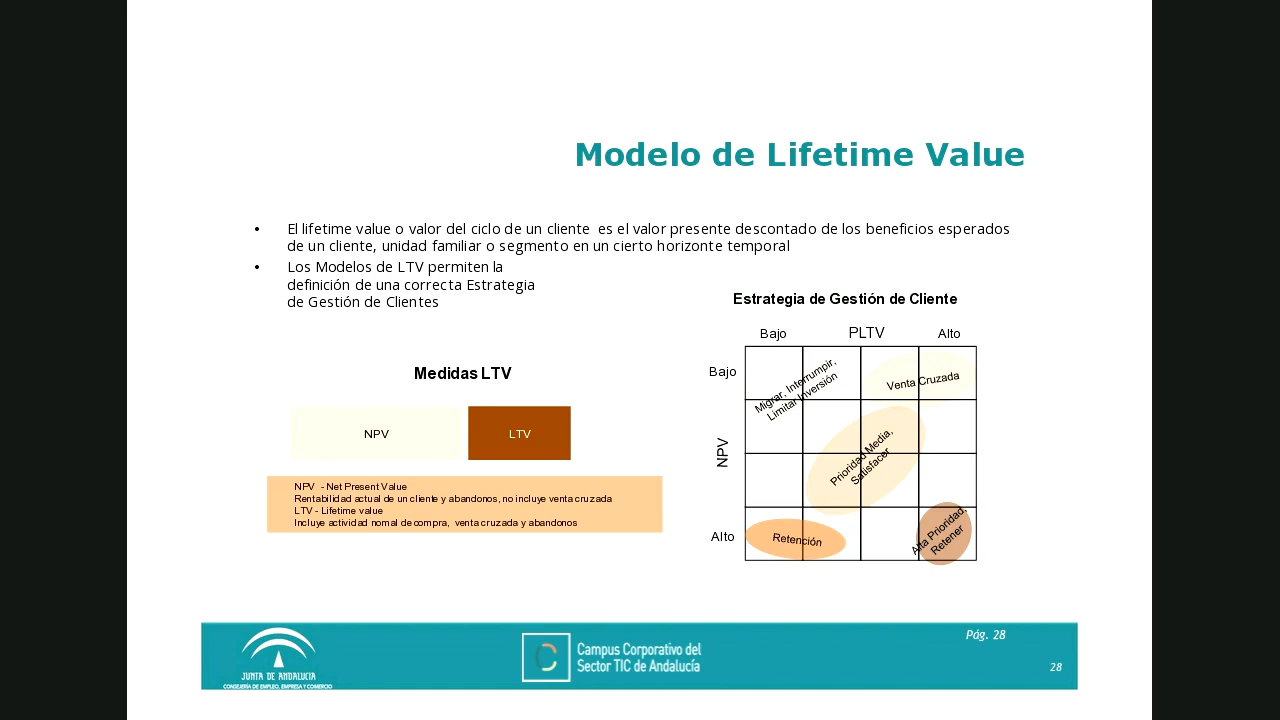 Modelo de Lifetime Value
• El lifetime value o valor del ciclo de un cliente es el valor presente descontado de los beneficios esperados
de un cliente, unidad familiar o segmento en un cierto horizonte temporal
• Los Modelos de LTV permiten la
definición de una correcta Estrategia
de Gestión de Clientes
Medidas LTV
NPV
LTV
NPV - Net Present Value
Rentabilidad actual de un cliente y abandonos, no incluye venta cruzada
LTV - Lifetime value
Incluye actividad nomal de compra, venta cruzada y abandonos
Estrategia de Gestión de Cliente
Bajo PLTV Alto
Bajo
NPV
Alto
Migrar, Interrumpir,
Limitar Inversión
Venta Cruzada
Prioridad Media,
Satisfacer
Retención
Alta Prioridad,
Retener
JUNTA DE ANDALUCIA
CONSEJERÍA DE EMPLEO, EMPRESA Y COMERCIO
Campus Corporativo del
Sector TIC de Andalucía
Pág. 28
28